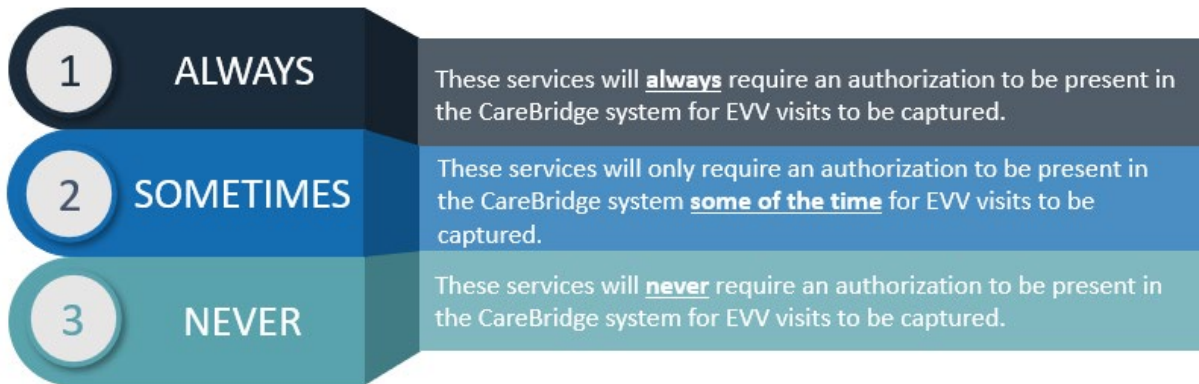 1
ALWAYS
These services will always require an authorization to be present in
the CareBridge system for EVV visits to be captured.
2
SOMETIMES
These services will only require an authorization to be present in
the CareBridge system some of the time for EVV visits to be
captured.
3
NEVER
These services will never require an authorization to be present in
the CareBridge system for EVV visits to be captured.